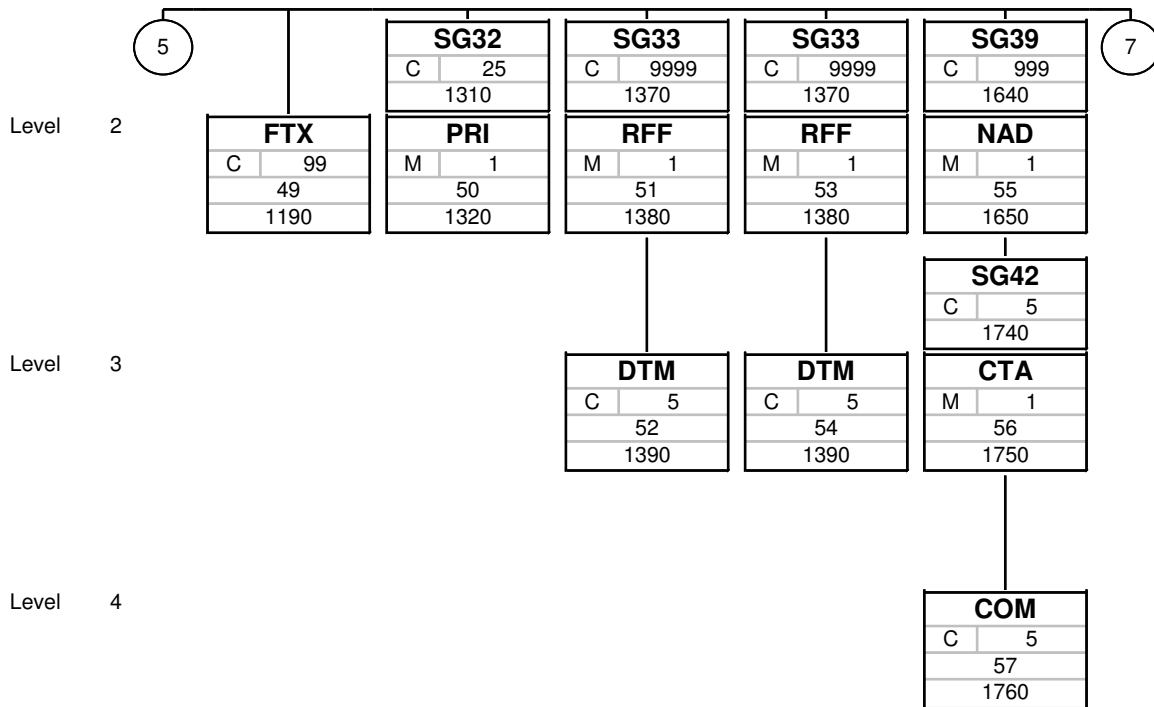 5
SG32 SG33 SG33 SG39
7
C 25 C 9999 C 9999 C 999
1310 1370 1370 1640
Level 2
FTX PRI RFF RFF NAD
C 99 M 1 M 1 M 1 M 1
49 50 51 53 55
1190 1320 1380 1380 1650
SG42
C 5
1740
Level 3
DTM DTM CTA
C 5 C 5 M 1
52 54 56
1390 1390 1750
Level 4
COM
C 5
57
1760